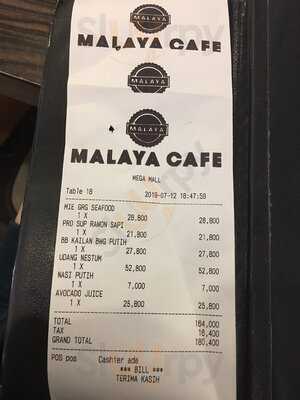 MALAYA
MALAYA CAFE
MALAYA
MALAYA
MALAYA CAFE
MEGA MALL
Table 18 2019-07-12 18:47:58
MIE GRG SEAFOOD
1 X 28,800 28,800
PRO SUP RAMON SAPI
1 X 21,800 21,800
BB KAILAN BWG PUTIH
1 X 27,800 27,800
UDANG NESTUM
1 X 52,800 52,800
NASI PUTIH
1 X 7,000 7,000
AVOCADO JUICE
1 X 25,800 25,800
TOTAL 164,000
TAX 16,400
GRAND TOTAL 180,400
POS pos Cashier ade
*** BILL ***
TERIMA KASIH